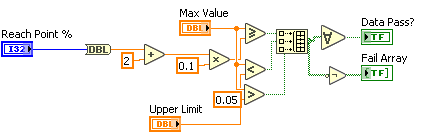 Max Value
DBL
Data Pass?
TF
Reach Point %
I32
DBL
2
0.1
Fail Array
TF
Upper Limit
DBL
0.05